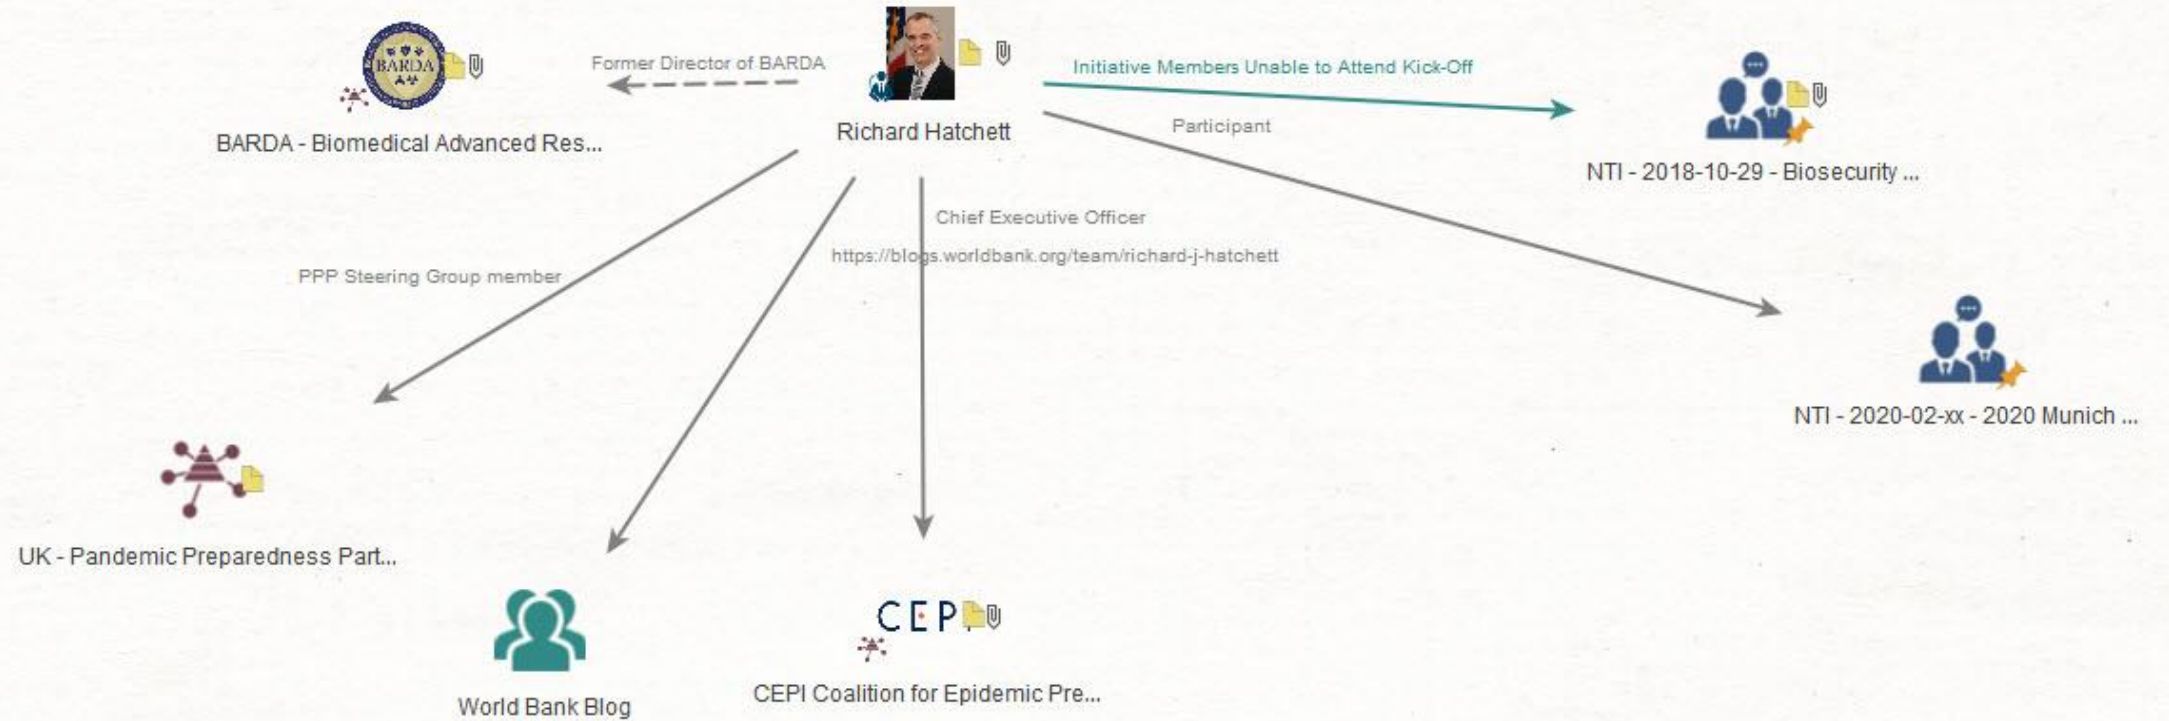 BARDA
Former Director of BARDA
Initiative Members Unable to Attend Kick-Off
BARDA - Biomedical Advanced Res...
Richard Hatchett
Participant
NTI - 2018-10-29 - Biosecurity ...
Chief Executive Officer
https://blogs.worldbank.org/team/richard-j-hatchett
PPP Steering Group member
NTI - 2020-02-xx - 2020 Munich ...
UK - Pandemic Preparedness Part...
CEP
World Bank Blog
CEPI Coalition for Epidemic Pre...